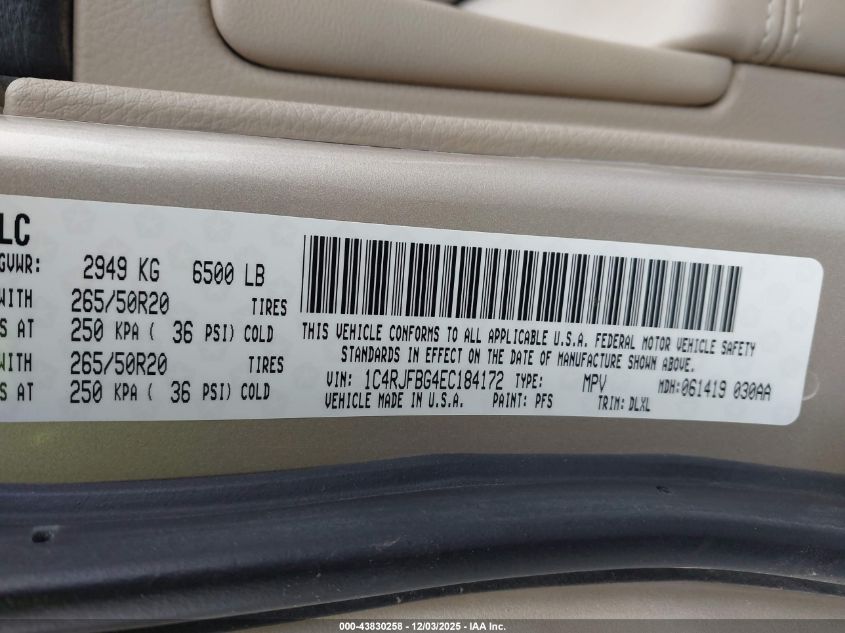 LC
GVWR: 2949 KG 6500 LB
WITH 265/50R20 TIRES
S AT 250 KPA ( 36 PSI) COLD
WITH 265/50R20 TIRES
S AT 250 KPA ( 36 PSI) COLD
THIS VEHICLE CONFORMS TO ALL APPLICABLE U.S.A. FEDERAL MOTOR VEHICLE SAFETY
STANDARDS IN EFFECT ON THE DATE OF MANUFACTURE SHOWN ABOVE.
VIN: 1C4RJFBG4EC184172 TYPE: MPV MDH:061419 030AA
VEHICLE MADE IN U.S.A. PAINT: PFS TRIM: DLXL
000-43830258 - 12/03/2025 - IAA Inc.